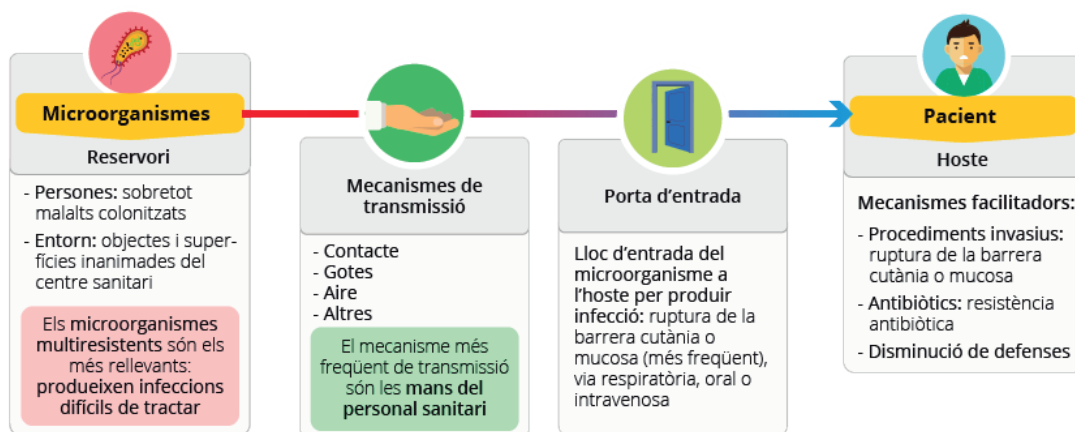 Microorganismes
Reservori
- Persones: sobretot
malalts colonitzats
- Entorn: objectes i super-
fícies inanimades del
centre sanitari
Els microorganismes
multiresistents són els
més rellevants:
produeixen infeccions
difícils de tractar
Mecanismes de
transmissió
- Contacte
- Gotes
- Aire
- Altres
El mecanisme més
freqüent de transmissió
són les mans del
personal sanitari
Porta d'entrada
Lloc d'entrada del
microorganisme a
l'hoste per produir
infecció: ruptura de la
barrera cutània o
mucosa (més freqüent),
via respiratòria, oral o
intravenosa
Pacient
Hoste
Mecanismes facilitadors:
- Procediments invasius:
ruptura de la barrera
cutània o mucosa
- Antibiòtics: resistència
antibiòtica
- Disminució de defenses